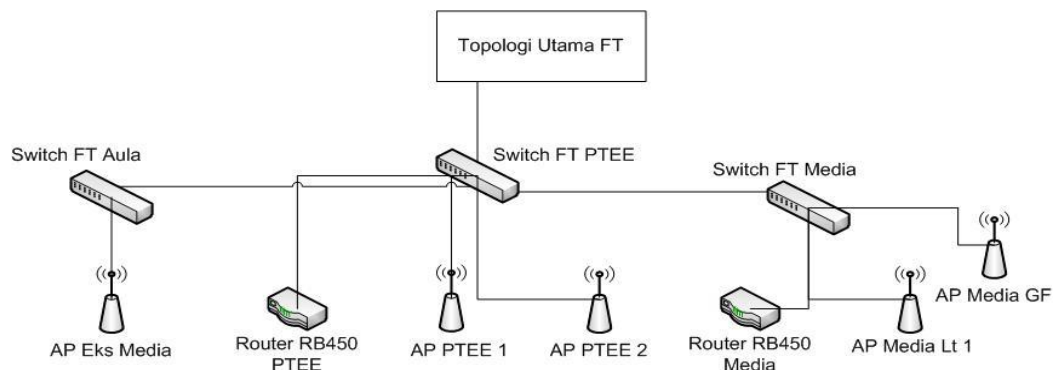 Topologi Utama FT
Switch FT Aula
Switch FT PTEE
Switch FT Media
AP Eks Media
Router RB450
PTEE
AP PTEE 1
AP PTEE 2
Router RB450
Media
AP Media Lt 1
AP Media GF